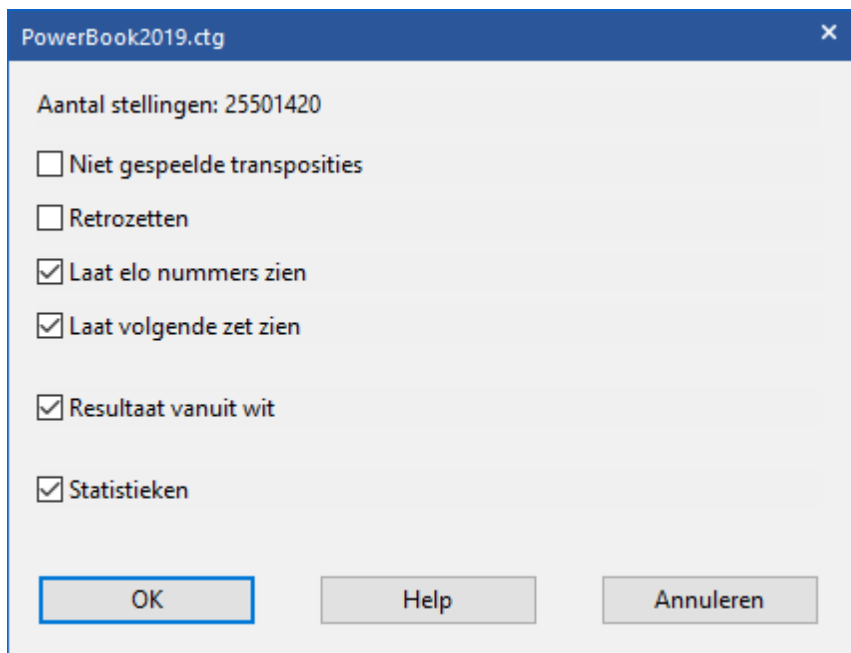 PowerBook2019.ctg
Aantal stellingen: 25501420
Niet gespeelde transposities
Retrozetten
Laat elo nummers zien
Laat volgende zet zien
Resultaat vanuit wit
Statistieken
OK Help Annuleren